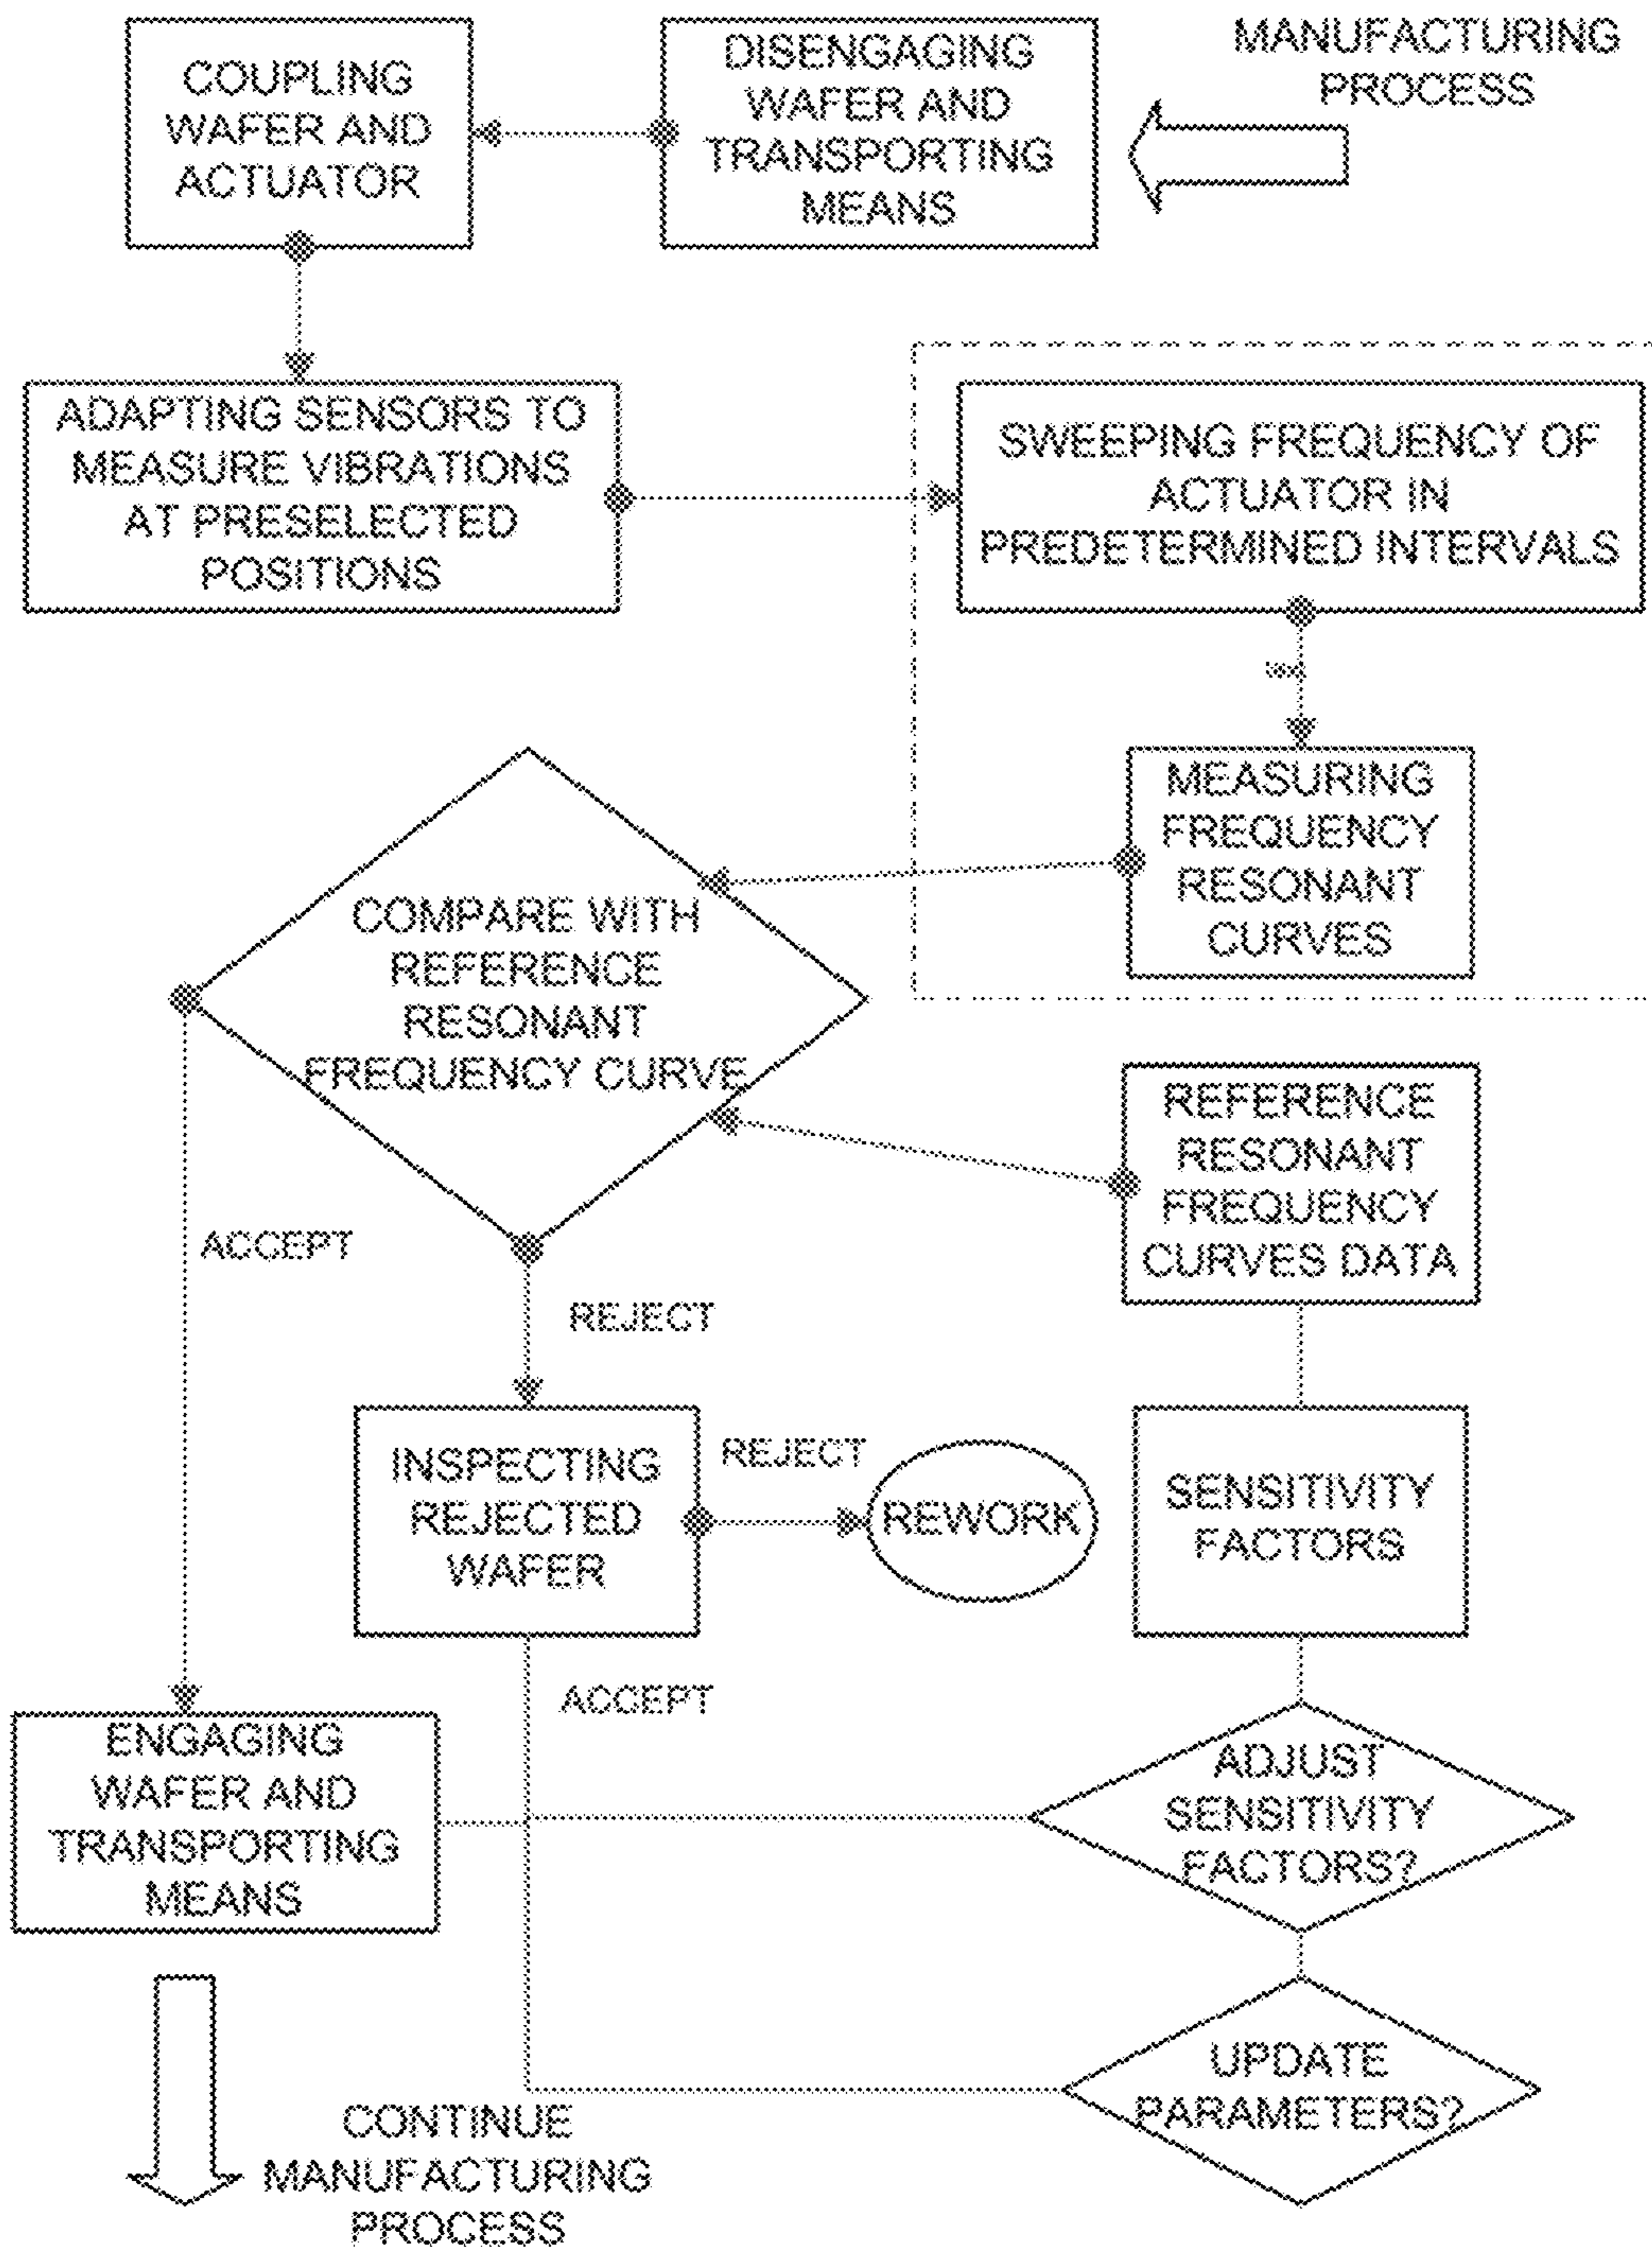 MANUFACTURING
PROCESS
DISENGAGING
WAFER AND
TRANSPORTING
MEANS
COUPLING
WAFER AND
ACTUATOR
ADAPTING SENSORS TO
MEASURE VIBRATIONS
AT PRESELECTED
POSITIONS
SWEEPING FREQUENCY OF
ACTUATOR IN
PREDETERMINED INTERVALS
MEASURING
FREQUENCY
RESONANT
CURVES
COMPARE WITH
REFERENCE
RESONANT
FREQUENCY CURVE
REFERENCE
RESONANT
FREQUENCY
CURVES DATA
ACCEPT
REJECT
INSPECTING
REJECTED
WAFER
REJECT
REWORK
SENSITIVITY
FACTORS
ACCEPT
ENGAGING
WAFER AND
TRANSPORTING
MEANS
ADJUST
SENSITIVITY
FACTORS?
UPDATE
PARAMETERS?
CONTINUE
MANUFACTURING
PROCESS